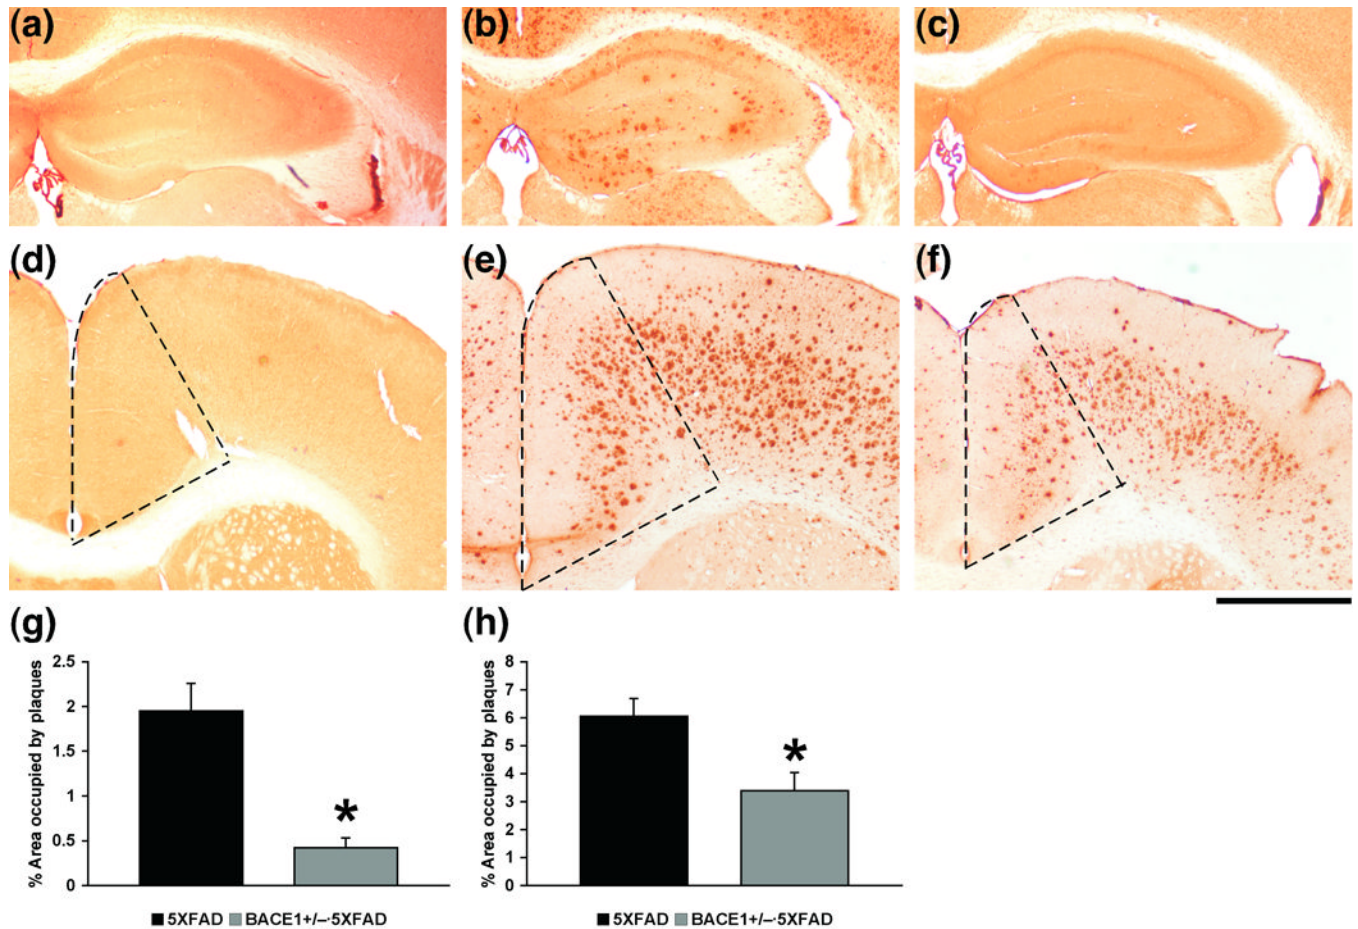 (a) (b) (c)
(d) (e) (f)
(g) (h)
% Area occupied by plaques
2.5
2
1.5
1
0.5
0
*
5XFAD BACE1+/–·5XFAD
% Area occupied by plaques
8
7
6
5
4
3
2
1
0
*
5XFAD BACE1+/–·5XFAD